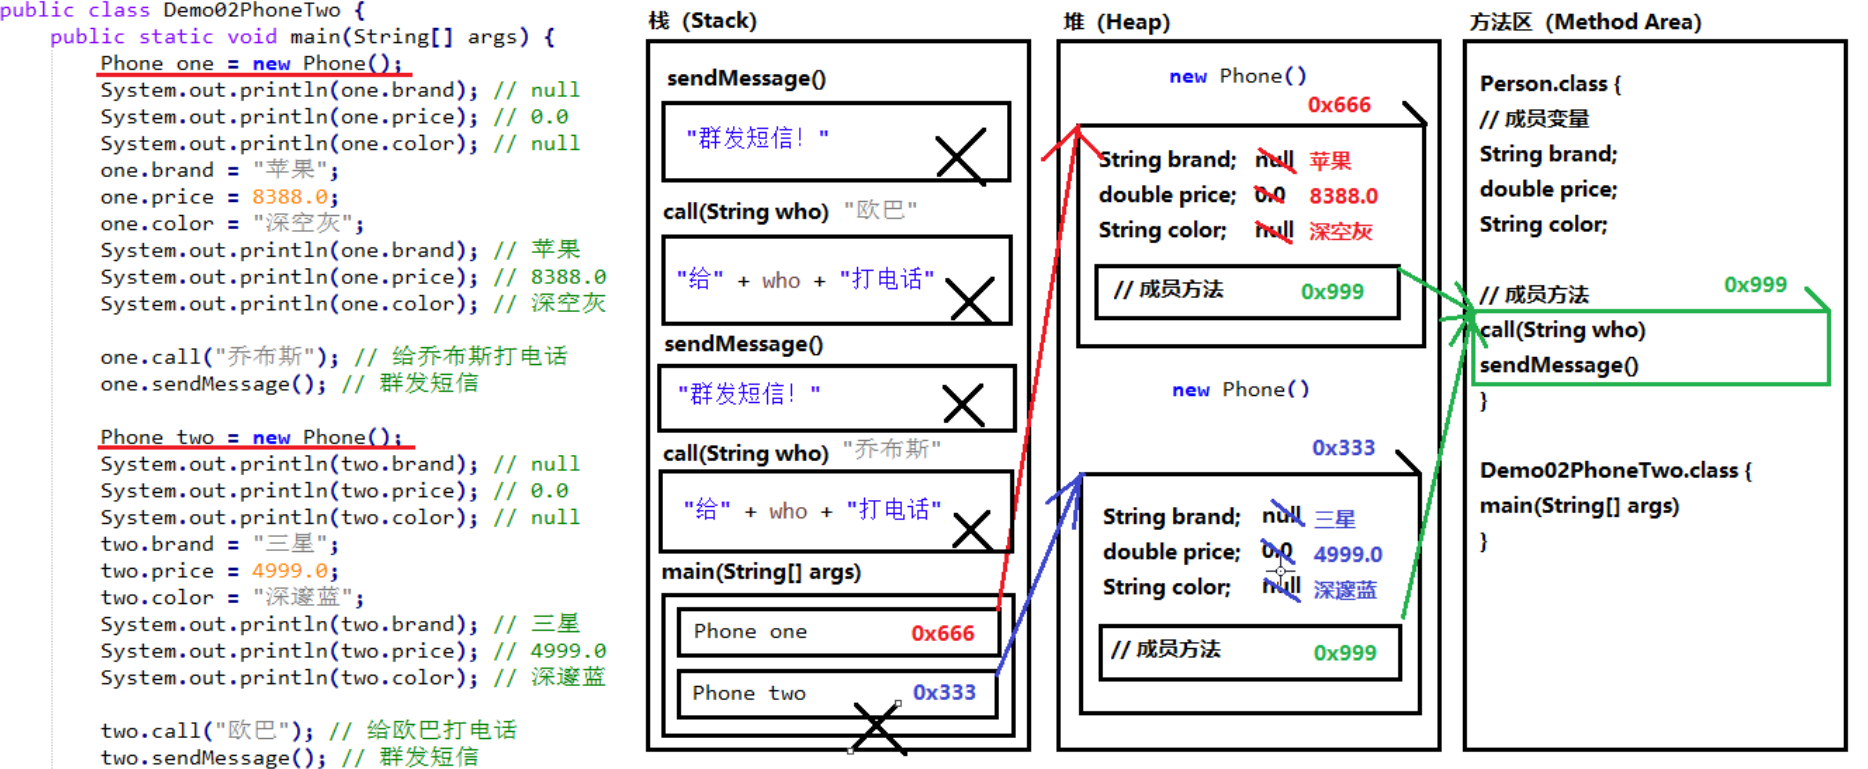 public class Demo02PhoneTwo {
public static void main(String[] args) {
Phone one = new Phone();
System.out.println(one.brand); // null
System.out.println(one.price); // 0.0
System.out.println(one.color); // null
one.brand = "苹果";
one.price = 8388.0;
one.color = "深空灰";
System.out.println(one.brand); // 苹果
System.out.println(one.price); // 8388.0
System.out.println(one.color); // 深空灰
one.call("乔布斯"); // 给乔布斯打电话
one.sendMessage(); // 群发短信
Phone two = new Phone();
System.out.println(two.brand); // null
System.out.println(two.price); // 0.0
System.out.println(two.color); // null
two.brand = "三星";
two.price = 4999.0;
two.color = "深邃蓝";
System.out.println(two.brand); // 三星
System.out.println(two.price); // 4999.0
System.out.println(two.color); // 深邃蓝
two.call("欧巴"); // 给欧巴打电话
two.sendMessage(); // 群发短信
栈 (Stack)
sendMessage()
"群发短信！"
call(String who) "欧巴"
"给" + who + "打电话"
sendMessage()
"群发短信！"
call(String who) "乔布斯"
"给" + who + "打电话"
main(String[] args)
Phone one 0x666
Phone two 0x333
堆 (Heap)
new Phone()
0x666
String brand; null 苹果
double price; 0.0 8388.0
String color; null 深空灰
// 成员方法 0x999
new Phone()
0x333
String brand; null 三星
double price; 0.0 4999.0
String color; null 深邃蓝
// 成员方法 0x999
方法区 (Method Area)
Person.class {
// 成员变量
String brand;
double price;
String color;
// 成员方法 0x999
call(String who)
sendMessage()
}
Demo02PhoneTwo.class {
main(String[] args)
}